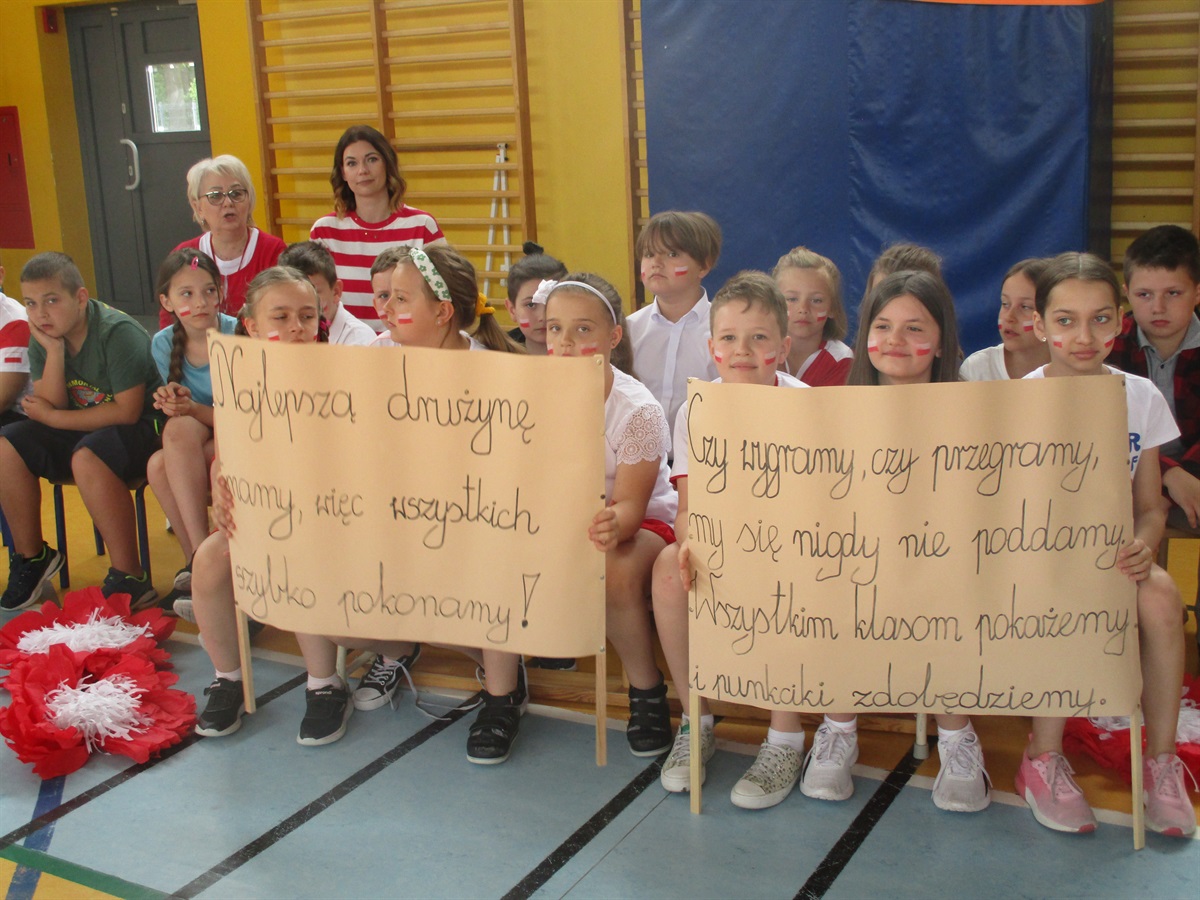 Najlepszą drużynę
mamy, więc wszystkich
szybko pokonamy!
Czy wygramy, czy przegramy,
my się nigdy nie poddamy.
Wszystkim klasom pokażemy
i punkciki zdobędziemy.